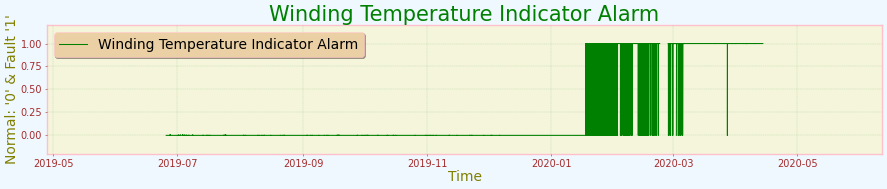 Winding Temperature Indicator Alarm
Normal: '0' & Fault '1'
Winding Temperature Indicator Alarm
1.00
0.75
0.50
0.25
0.00
2019-05 2019-07 2019-09 2019-11 2020-01 2020-03 2020-05
Time